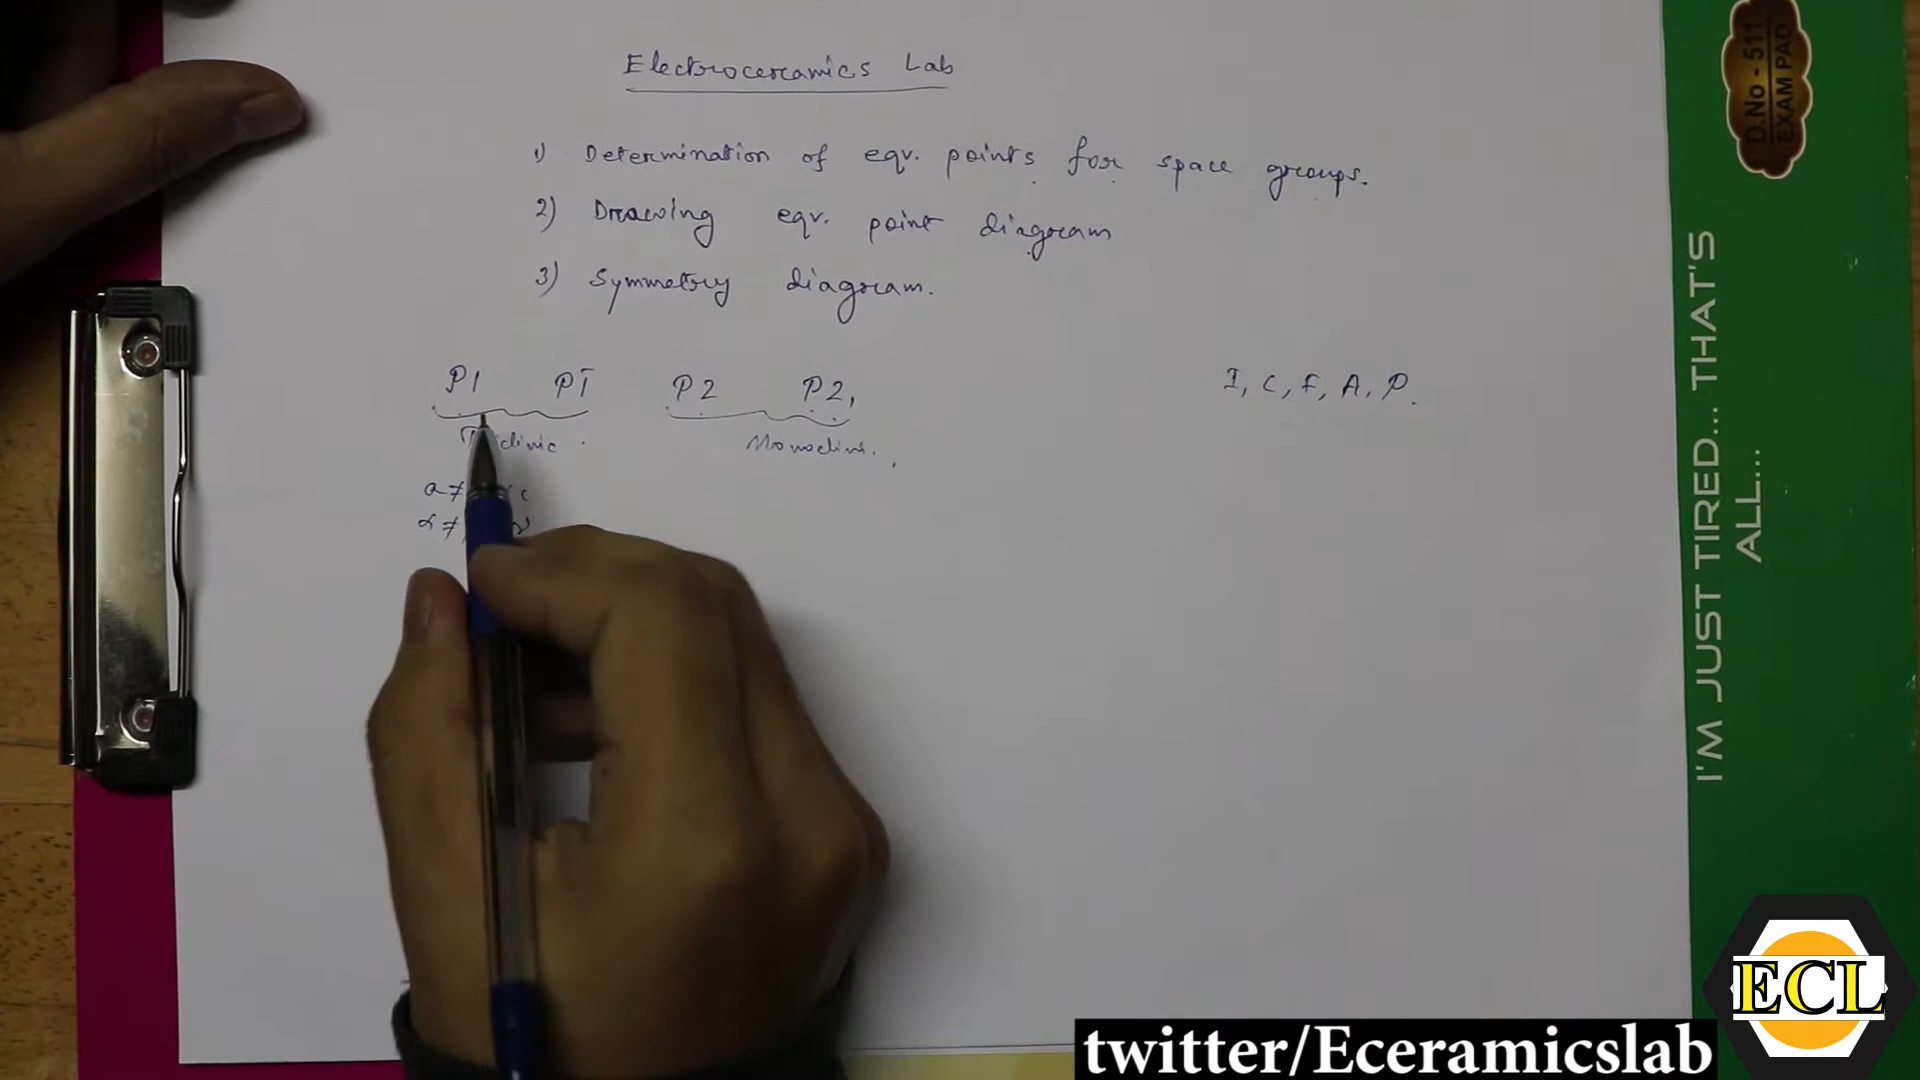 Electroceramics Lab
1) Determination of eqv. points for space groups.
2) Drawing eqv. point diagram
3) Symmetry diagram.
P1 P1̄ P2 P2₁
I, C, F, A, P.
Monoclini.
a ≠ c
α ≠
D.No - 511
EXAM PAD
I'M JUST TIRED... THAT'S
ALL...
ECL
twitter/Eceramicslab